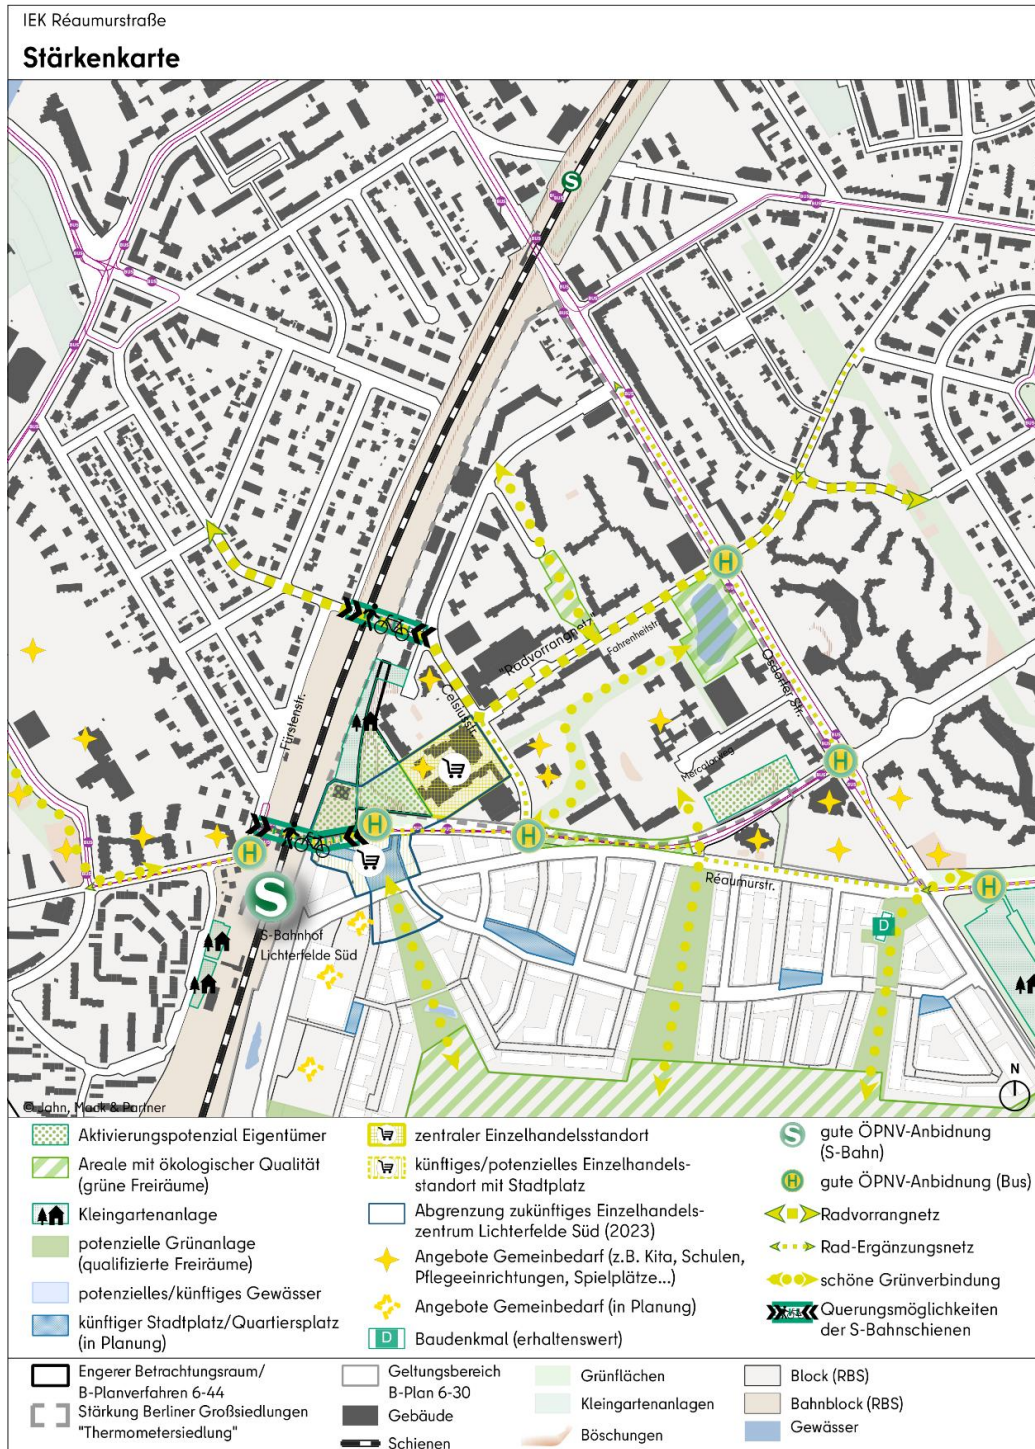 IEK Réaumurstraße
Stärkenkarte
S
BUS
H
"Radvorrangnetz"
Fahrenheitstr.
Osdorfer Str.
Celsiusstr.
Fürstenstr.
Mercatorweg
H
H
H
H
H
S
Réaumurstr.
S-Bahnhof
Lichterfelde Süd
D
N
© Jahn, Mack & Partner
Aktivierungspotenzial Eigentümer
Areale mit ökologischer Qualität
(grüne Freiräume)
Kleingartenanlage
potenzielle Grünanlage
(qualifizierte Freiräume)
potenzielles/künftiges Gewässer
künftiger Stadtplatz/Quartiersplatz
(in Planung)
zentraler Einzelhandelsstandort
künftiges/potenzielles Einzelhandels-
standort mit Stadtplatz
Abgrenzung zukünftiges Einzelhandels-
zentrum Lichterfelde Süd (2023)
Angebote Gemeinbedarf (z.B. Kita, Schulen,
Pflegeeinrichtungen, Spielplätze...)
Angebote Gemeinbedarf (in Planung)
D Baudenkmal (erhaltenswert)
S gute ÖPNV-Anbidnung
(S-Bahn)
H gute ÖPNV-Anbidnung (Bus)
Radvorrangnetz
Rad-Ergänzungsnetz
schöne Grünverbindung
Querungsmöglichkeiten
der S-Bahnschienen
Engerer Betrachtungsraum/
B-Planverfahren 6-44
Stärkung Berliner Großsiedlungen
"Thermometersiedlung"
Geltungsbereich
B-Plan 6-30
Gebäude
Schienen
Grünflächen
Kleingartenanlagen
Böschungen
Block (RBS)
Bahnblock (RBS)
Gewässer